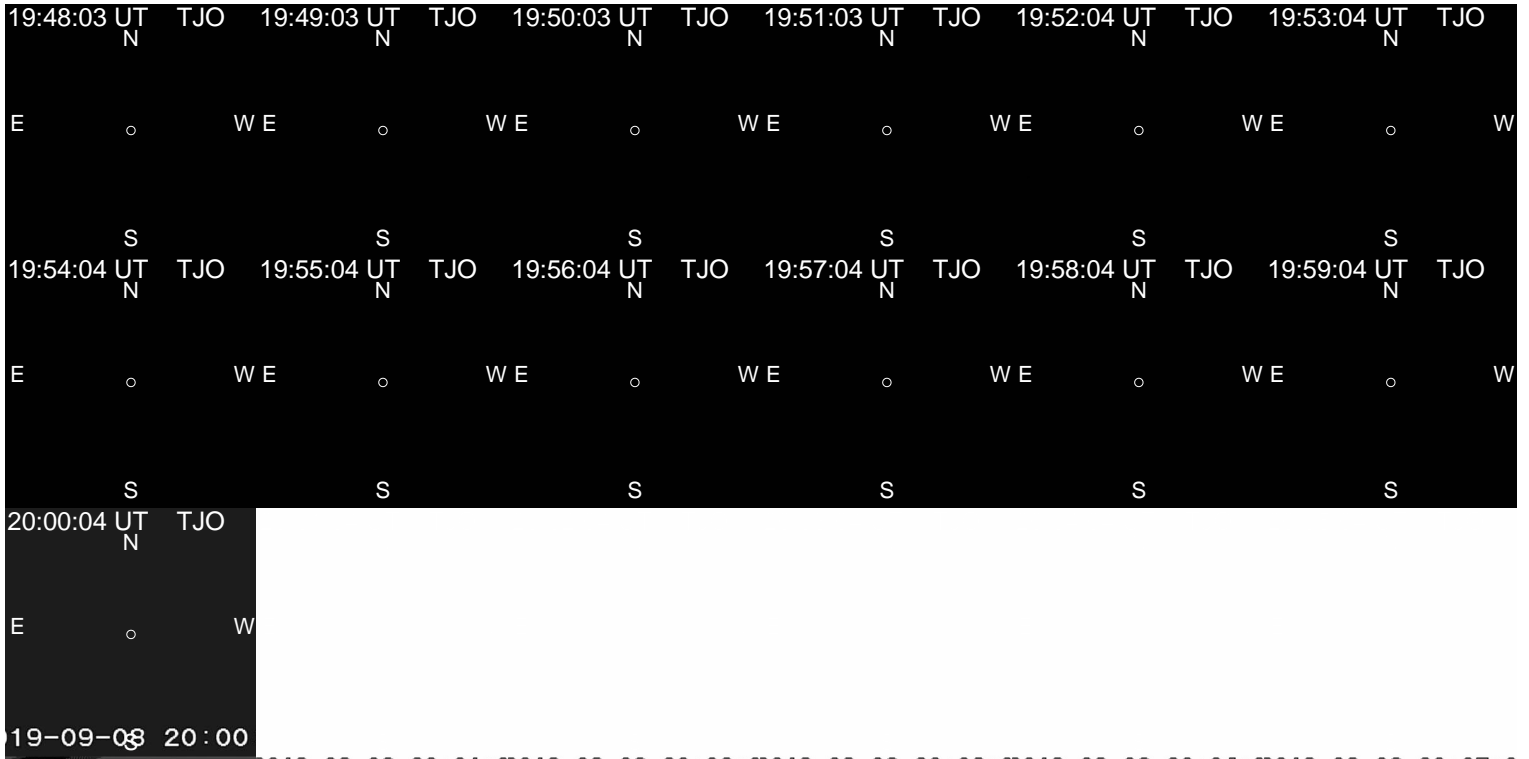 19:48:03 UT TJO 19:49:03 UT TJO 19:50:03 UT TJO 19:51:03 UT TJO 19:52:04 UT TJO 19:53:04 UT TJO
N N N N N N
E W E W E W E W E W E W
S S S S S S
19:54:04 UT TJO 19:55:04 UT TJO 19:56:04 UT TJO 19:57:04 UT TJO 19:58:04 UT TJO 19:59:04 UT TJO
N N N N N N
E W E W E W E W E W E W
S S S S S S
20:00:04 UT TJO
N
E W
S
19-09-08 20:00